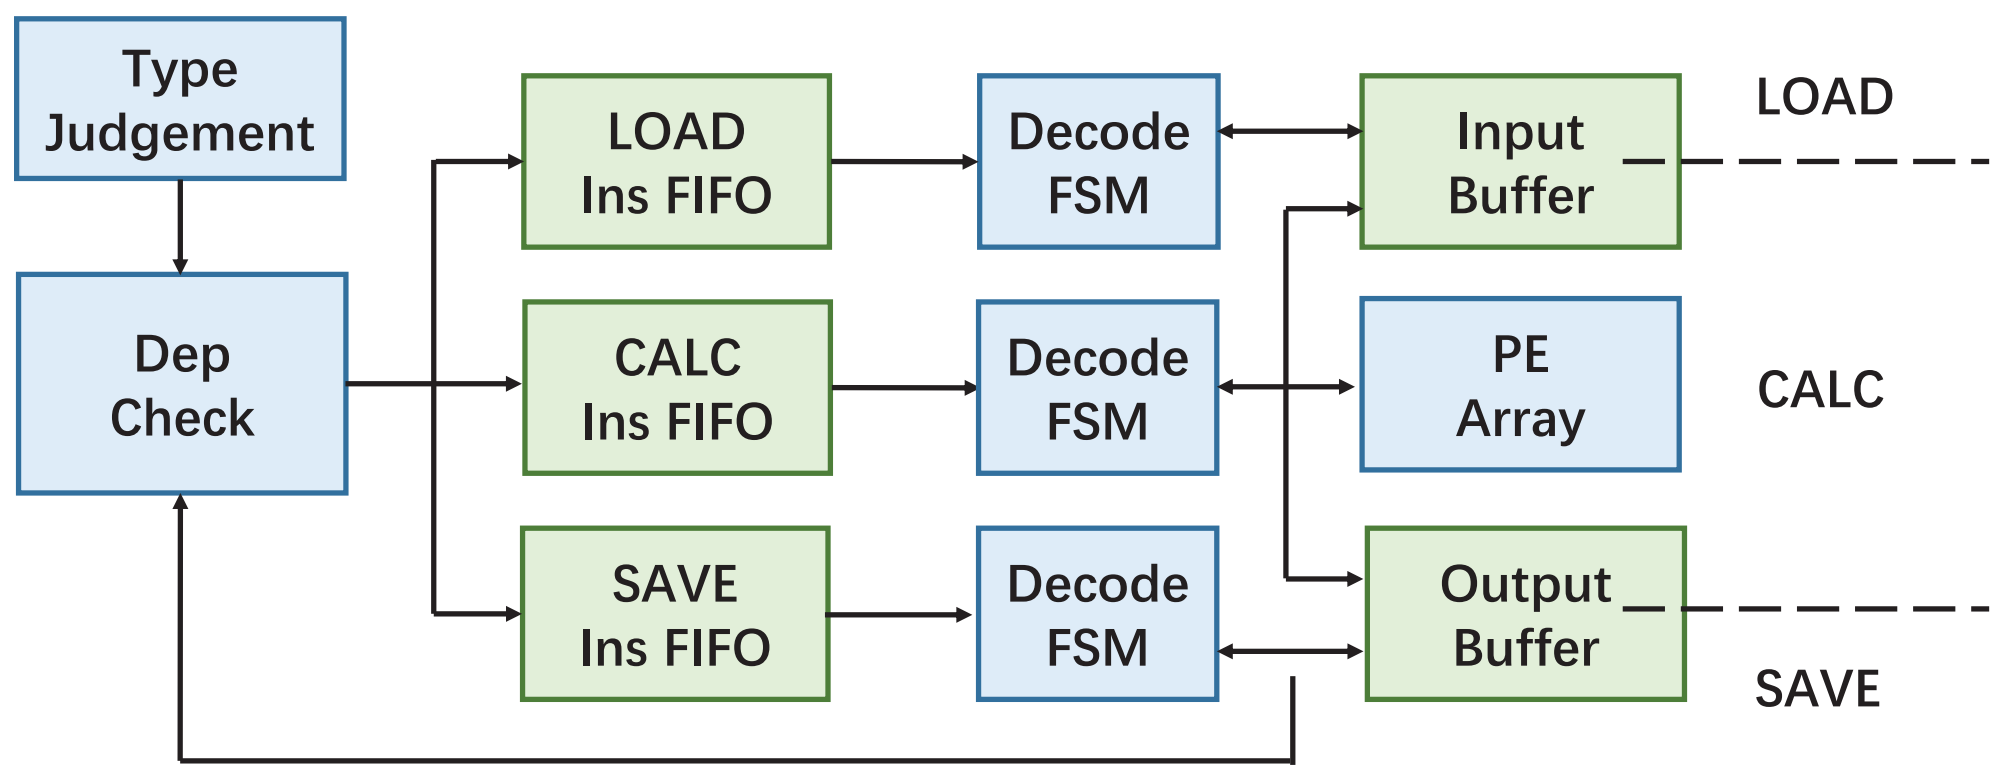 Type
Judgement
Dep
Check
LOAD
Ins FIFO
CALC
Ins FIFO
SAVE
Ins FIFO
Decode
FSM
Decode
FSM
Decode
FSM
Input
Buffer
PE
Array
Output
Buffer
LOAD
CALC
SAVE